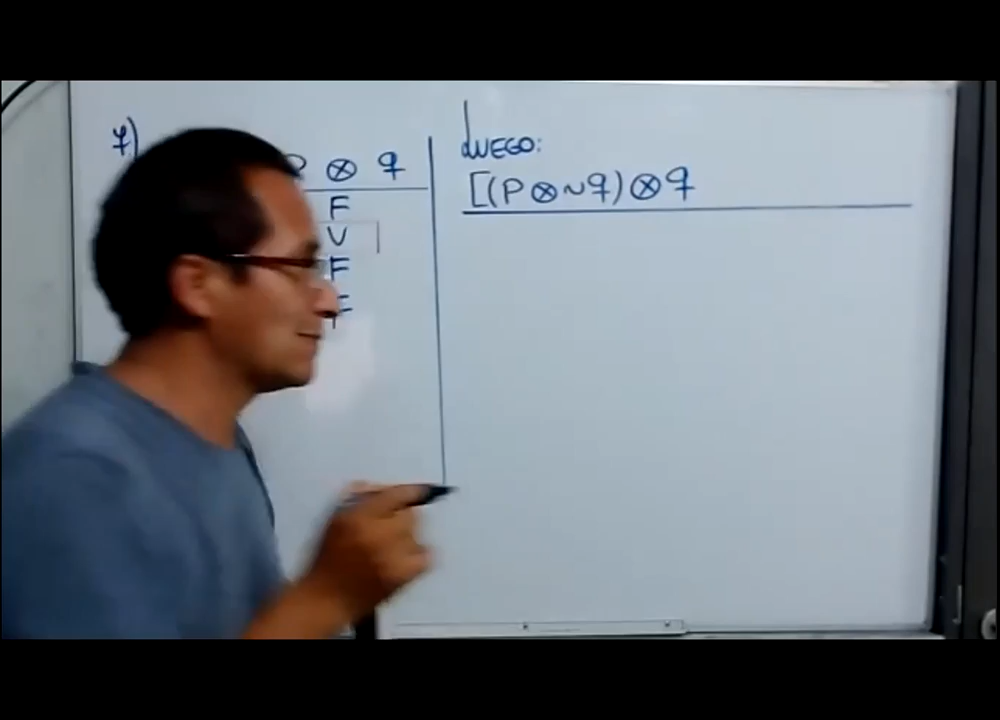 7)
P ⊗ q
F
V
F
F
LUEGO:
[(P ⊗ ~q) ⊗ q